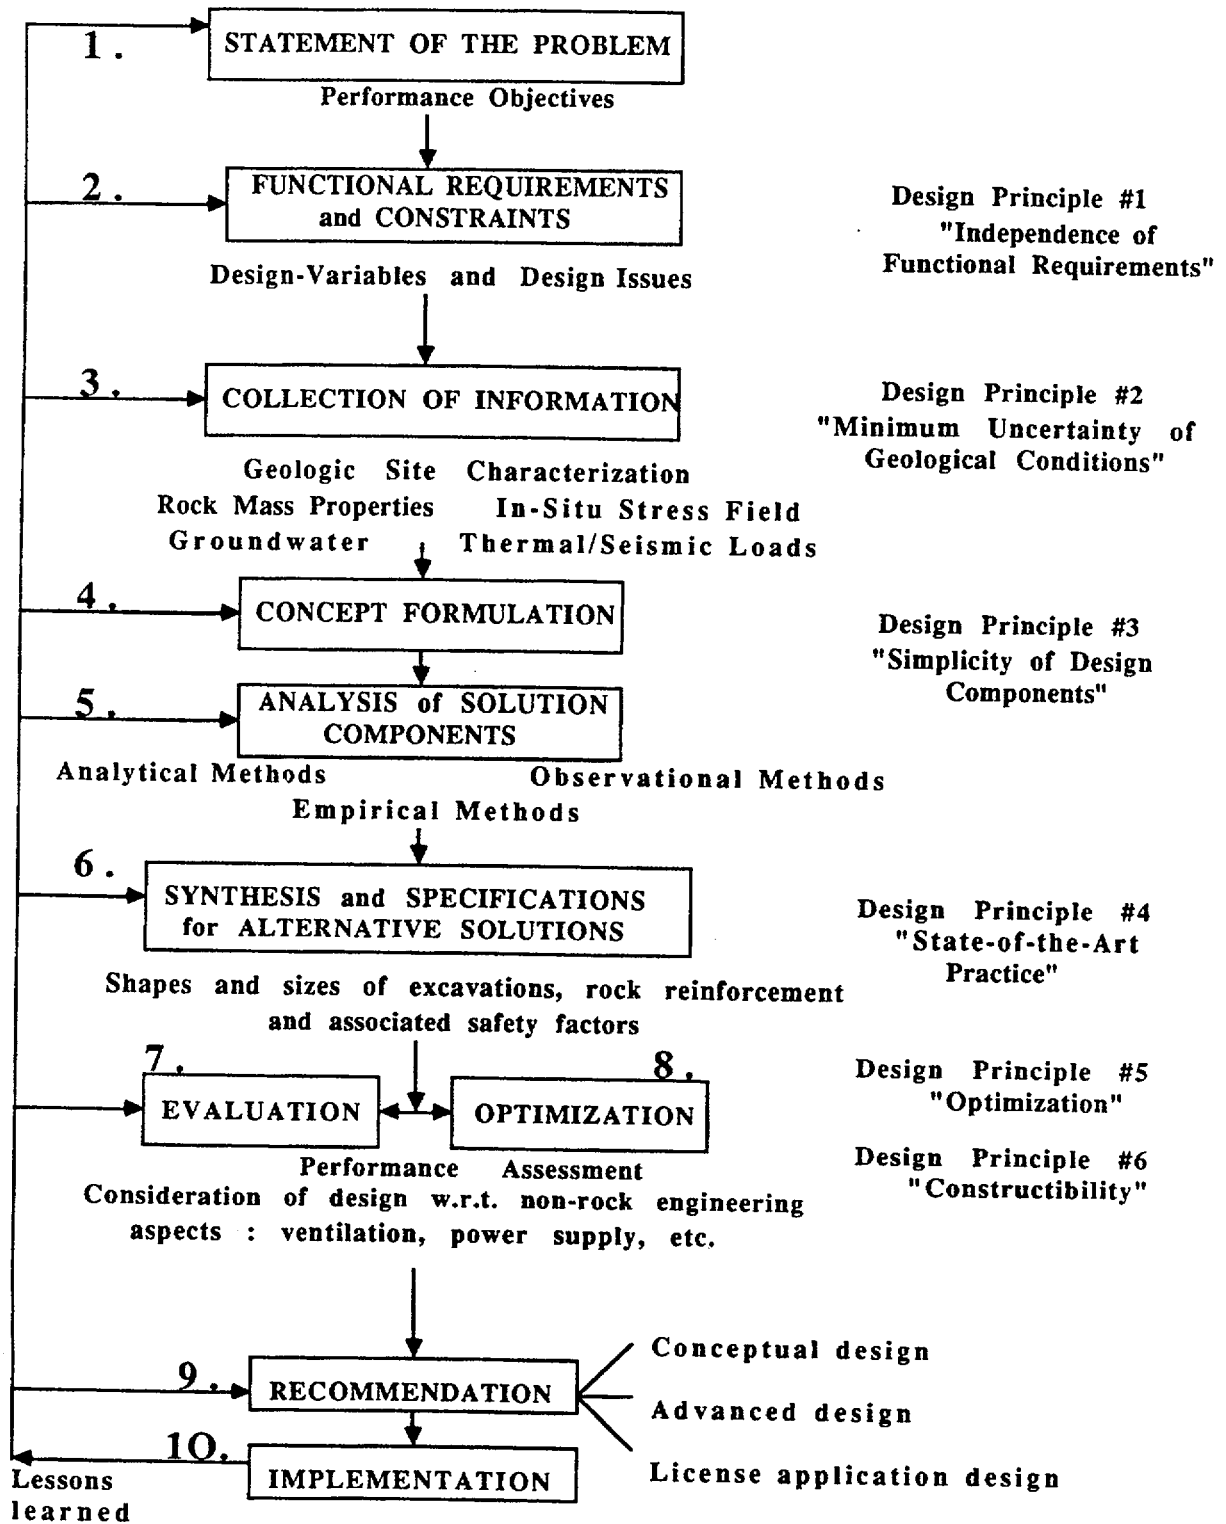 1.
STATEMENT OF THE PROBLEM
Performance Objectives
2.
FUNCTIONAL REQUIREMENTS
and CONSTRAINTS
Design Principle #1
"Independence of
Functional Requirements"
Design-Variables and Design Issues
3.
COLLECTION OF INFORMATION
Design Principle #2
"Minimum Uncertainty of
Geological Conditions"
Geologic Site Characterization
Rock Mass Properties In-Situ Stress Field
Groundwater Thermal/Seismic Loads
4.
CONCEPT FORMULATION
Design Principle #3
"Simplicity of Design
Components"
5.
ANALYSIS of SOLUTION
COMPONENTS
Analytical Methods Observational Methods
Empirical Methods
6.
SYNTHESIS and SPECIFICATIONS
for ALTERNATIVE SOLUTIONS
Design Principle #4
"State-of-the-Art
Practice"
Shapes and sizes of excavations, rock reinforcement
and associated safety factors
7.
EVALUATION
8.
OPTIMIZATION
Design Principle #5
"Optimization"
Design Principle #6
"Constructibility"
Performance Assessment
Consideration of design w.r.t. non-rock engineering
aspects : ventilation, power supply, etc.
9.
RECOMMENDATION
Conceptual design
Advanced design
License application design
10.
IMPLEMENTATION
Lessons
learned